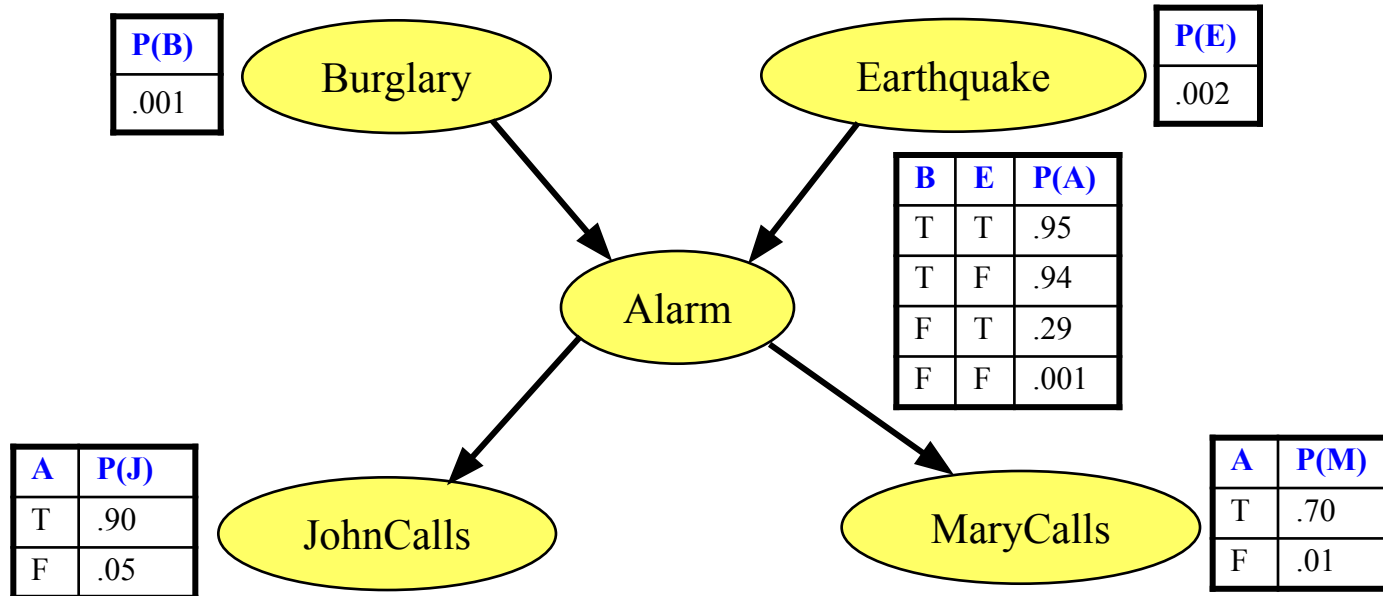 P(B)
.001
Burglary
Earthquake
P(E)
.002
B E P(A)
T T .95
T F .94
F T .29
F F .001
Alarm
A P(J)
T .90
F .05
JohnCalls
MaryCalls
A P(M)
T .70
F .01